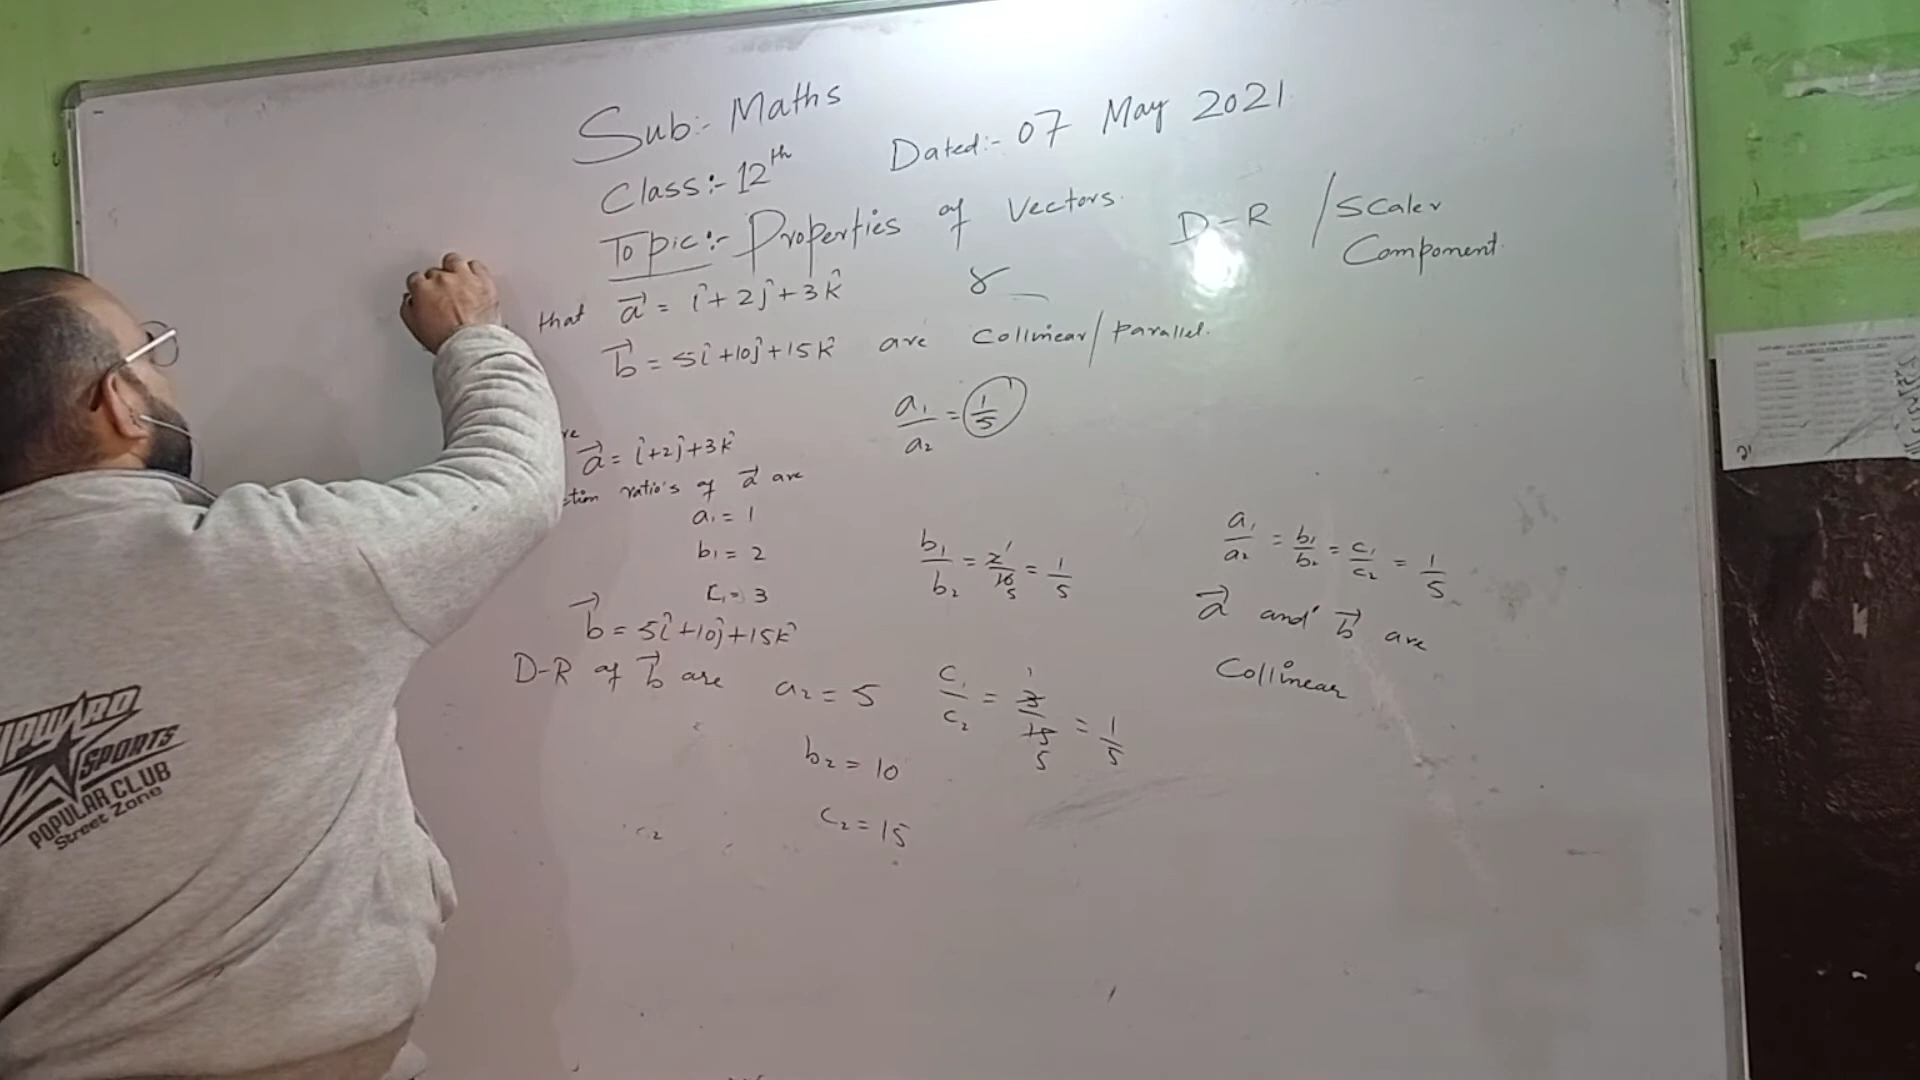 Sub:- Maths
Class:- 12th Dated:- 07 May 2021
Topic:- Properties of Vectors. D-R / Scaler Component
that a⃗ = î + 2ĵ + 3k̂
b⃗ = 5î + 10ĵ + 15k̂ are Collinear/parallel.
a⃗ = î + 2ĵ + 3k̂
ction ratio's of a⃗ are
a₁ = 1
b₁ = 2
c₁ = 3
b⃗ = 5î + 10ĵ + 15k̂
D-R of b⃗ are
a₂ = 5
b₂ = 10
c₂ = 15
c₂
a₁/a₂ = 1/5
b₁/b₂ = 2/10 = 1/5
c₁/c₂ = 3/15 = 1/5
a₁/a₂ = b₁/b₂ = c₁/c₂ = 1/5
a⃗ and b⃗ are
Collinear
UPWARD
SPORTS
POPULAR CLUB
Street Zone